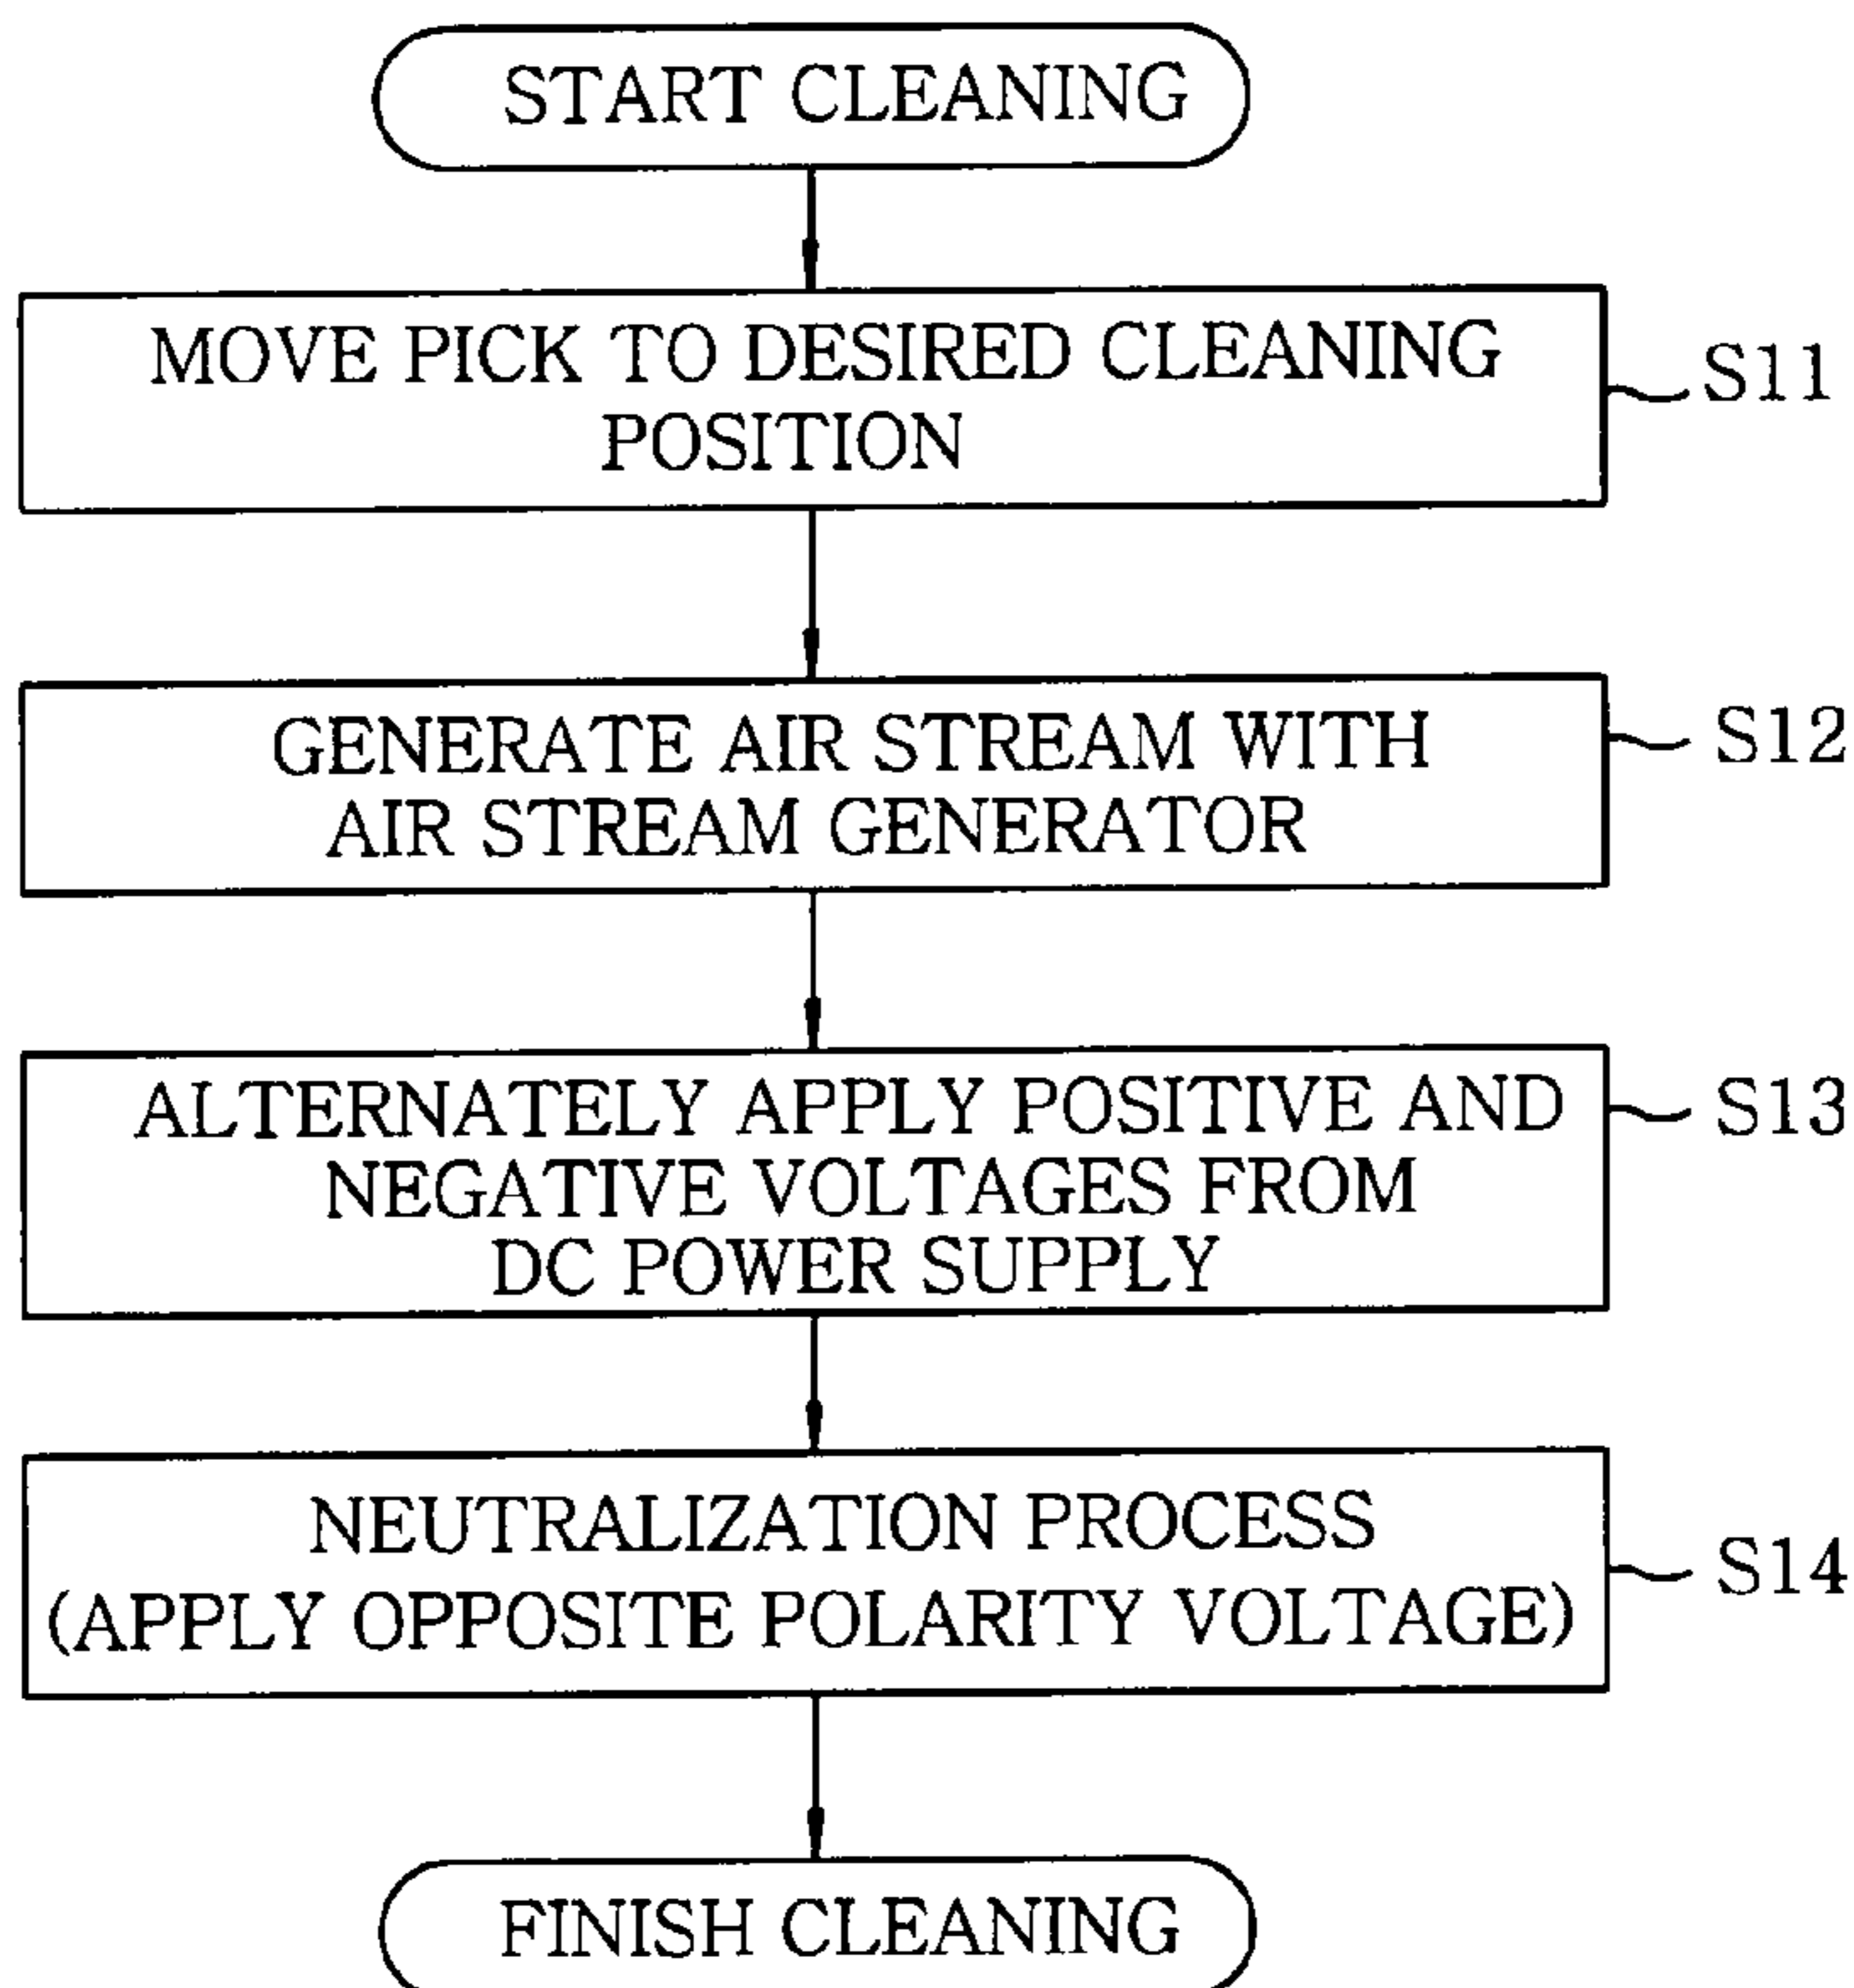 START CLEANING
MOVE PICK TO DESIRED CLEANING
POSITION
S11
GENERATE AIR STREAM WITH
AIR STREAM GENERATOR
S12
ALTERNATELY APPLY POSITIVE AND
NEGATIVE VOLTAGES FROM
DC POWER SUPPLY
S13
NEUTRALIZATION PROCESS
(APPLY OPPOSITE POLARITY VOLTAGE)
S14
FINISH CLEANING